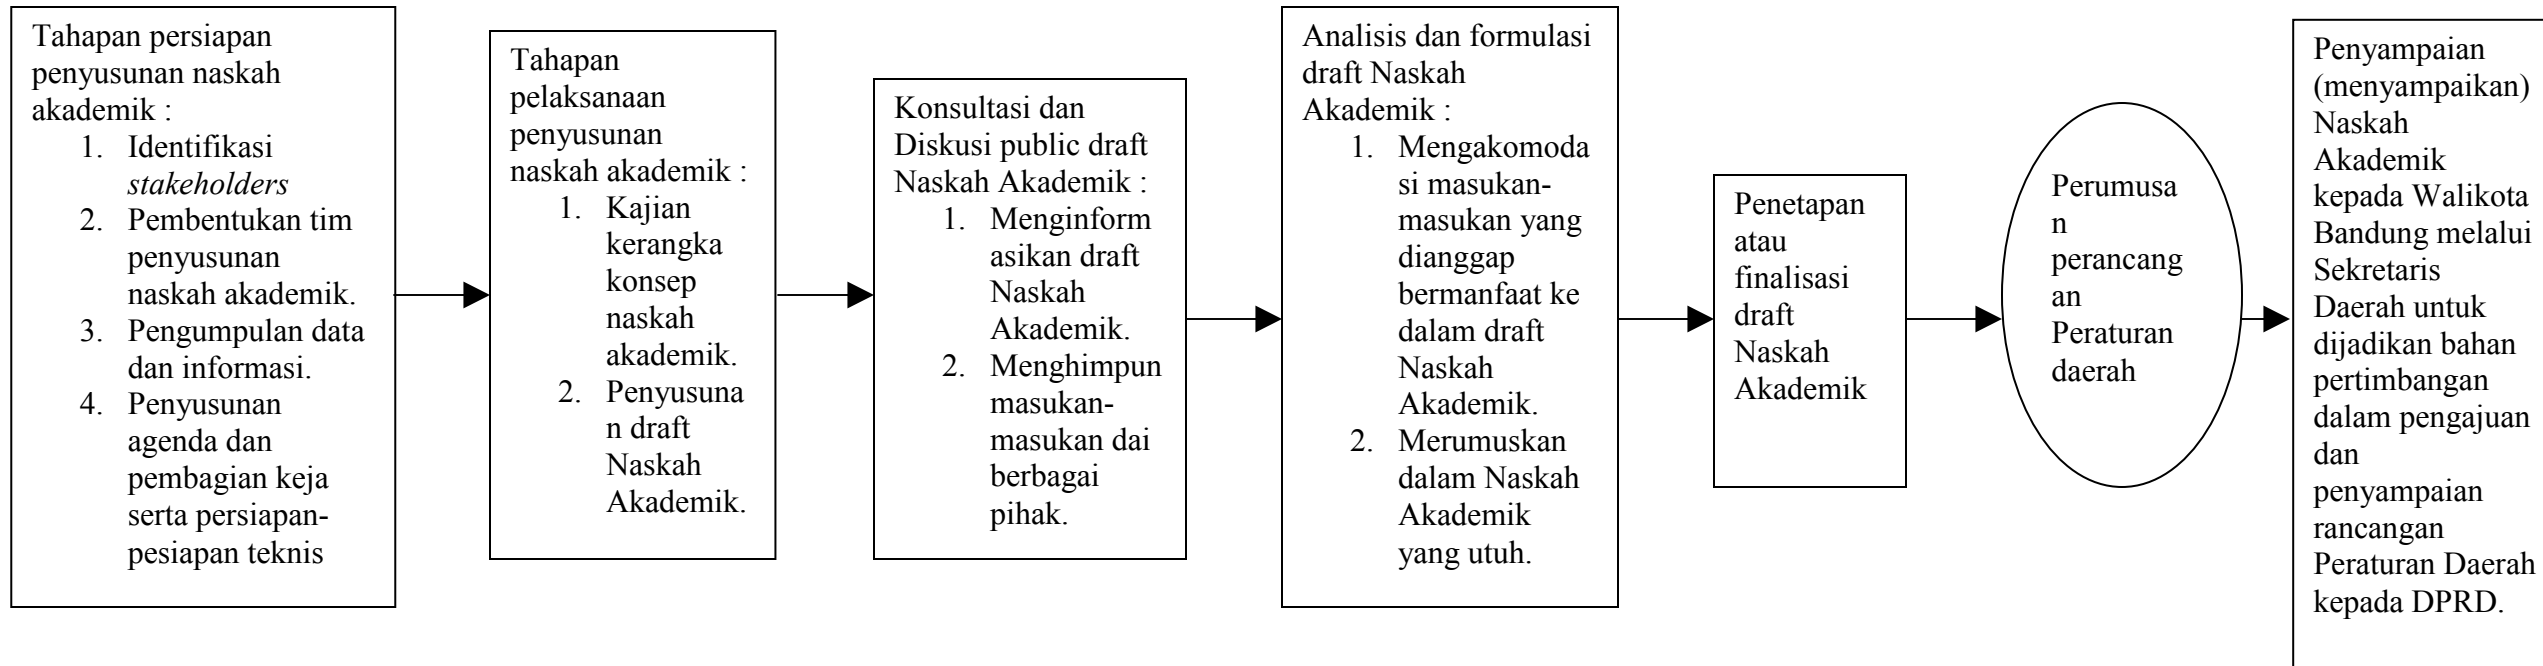 Tahapan persiapan
penyusunan naskah
akademik :
1. Identifikasi
stakeholders
2. Pembentukan tim
penyusunan
naskah akademik.
3. Pengumpulan data
dan informasi.
4. Penyusunan
agenda dan
pembagian keja
serta persiapan-
pesiapan teknis
Tahapan
pelaksanaan
penyusunan
naskah akademik :
1. Kajian
kerangka
konsep
naskah
akademik.
2. Penyusuna
n draft
Naskah
Akademik.
Konsultasi dan
Diskusi public draft
Naskah Akademik :
1. Menginform
asikan draft
Naskah
Akademik.
2. Menghimpun
masukan-
masukan dai
berbagai
pihak.
Analisis dan formulasi
draft Naskah
Akademik :
1. Mengakomoda
si masukan-
masukan yang
dianggap
bermanfaat ke
dalam draft
Naskah
Akademik.
2. Merumuskan
dalam Naskah
Akademik
yang utuh.
Penetapan
atau
finalisasi
draft
Naskah
Akademik
Perumusa
n
perancang
an
Peraturan
daerah
Penyampaian
(menyampaikan)
Naskah
Akademik
kepada Walikota
Bandung melalui
Sekretaris
Daerah untuk
dijadikan bahan
pertimbangan
dalam pengajuan
dan
penyampaian
rancangan
Peraturan Daerah
kepada DPRD.